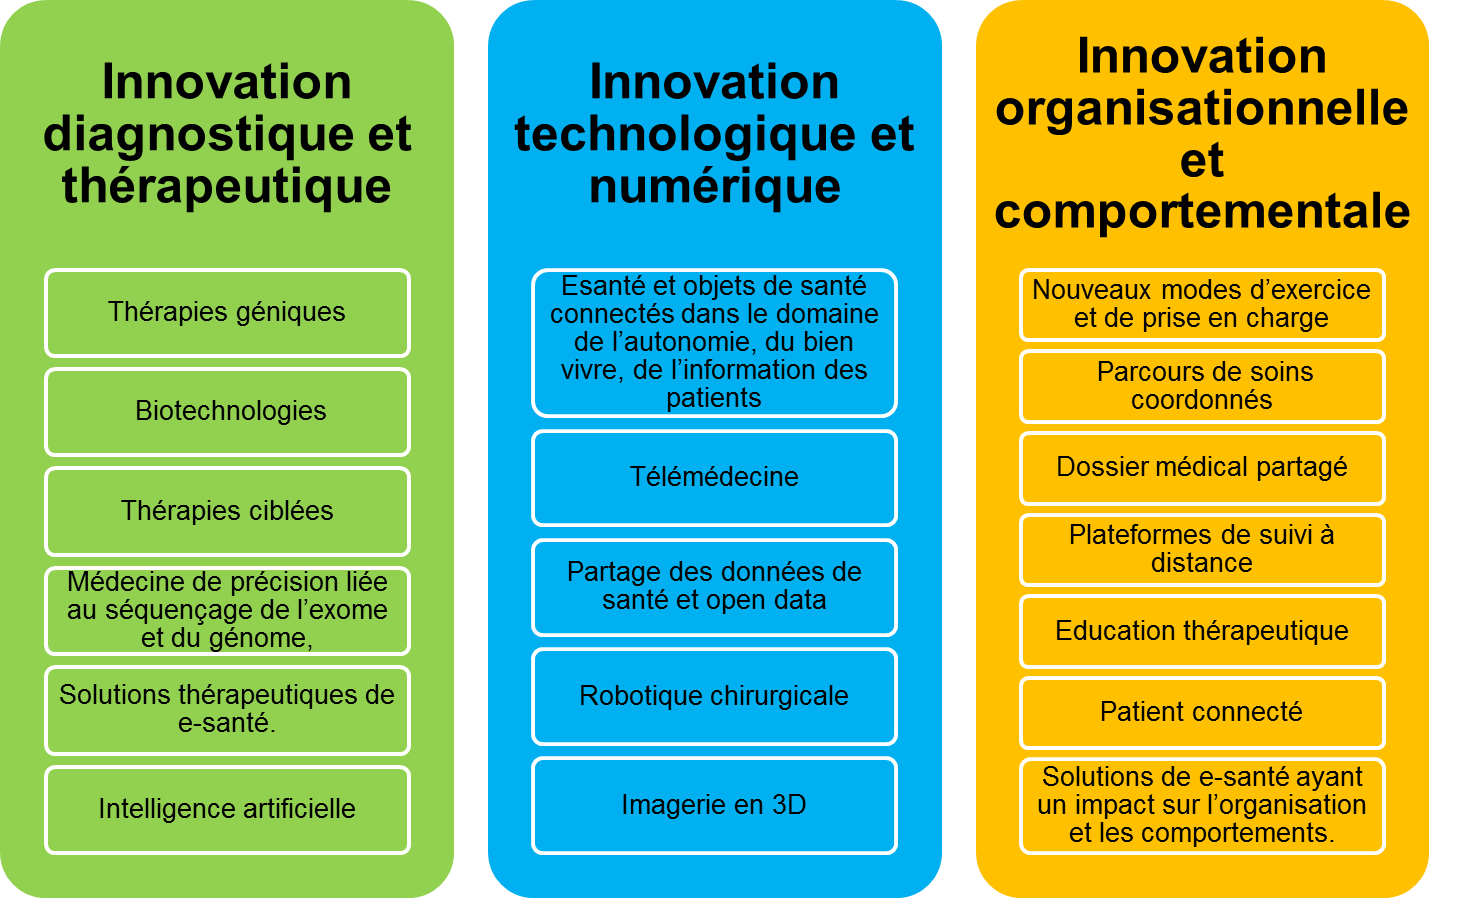 Innovation
diagnostique et
thérapeutique
Thérapies géniques
Biotechnologies
Thérapies ciblées
Médecine de précision liée
au séquençage de l’exome
et du génome,
Solutions thérapeutiques de
e-santé.
Intelligence artificielle
Innovation
technologique et
numérique
Esanté et objets de santé
connectés dans le domaine
de l’autonomie, du bien
vivre, de l’information des
patients
Télémédecine
Partage des données de
santé et open data
Robotique chirurgicale
Imagerie en 3D
Innovation
organisationnelle
et
comportementale
Nouveaux modes d’exercice
et de prise en charge
Parcours de soins
coordonnés
Dossier médical partagé
Plateformes de suivi à
distance
Education thérapeutique
Patient connecté
Solutions de e-santé ayant
un impact sur l’organisation
et les comportements.